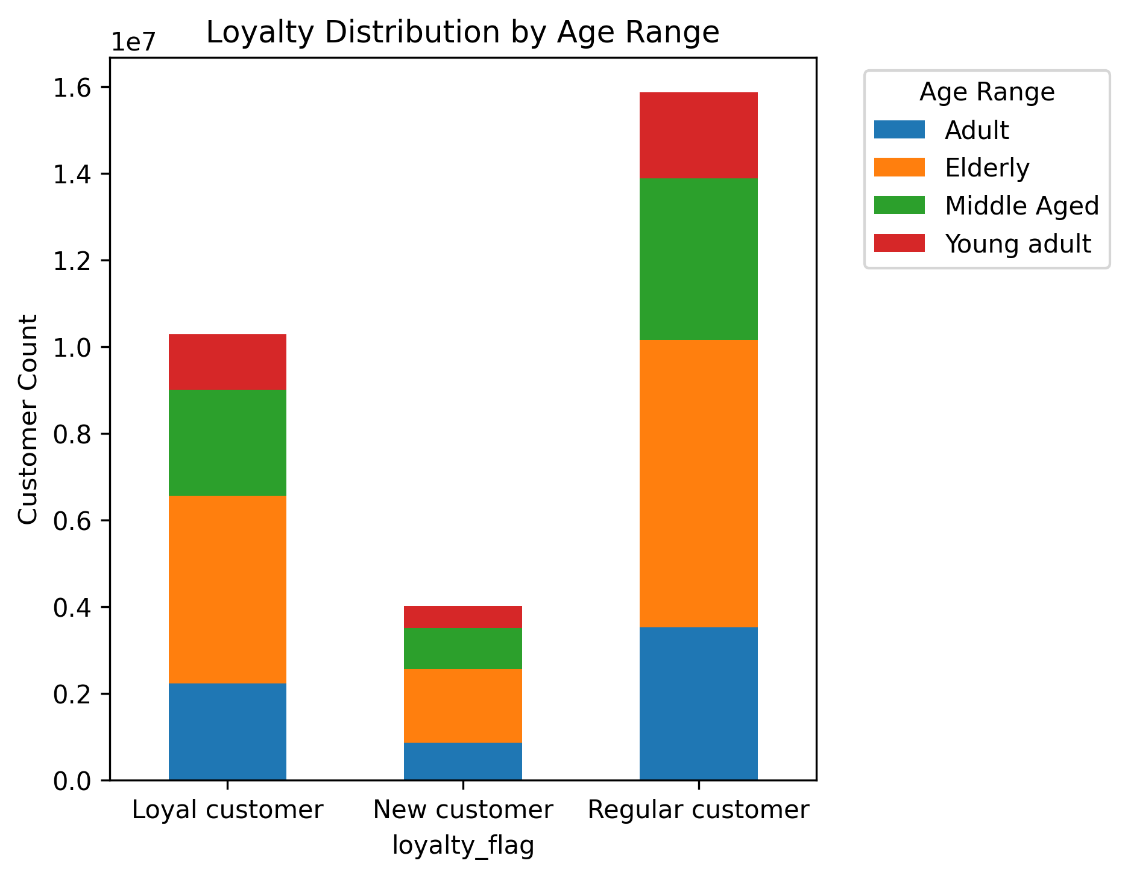 Loyalty Distribution by Age Range
1e7
1.6
1.4
1.2
1.0
0.8
0.6
0.4
0.2
0.0
Customer Count
Loyal customer
New customer
Regular customer
loyalty_flag
Age Range
Adult
Elderly
Middle Aged
Young adult